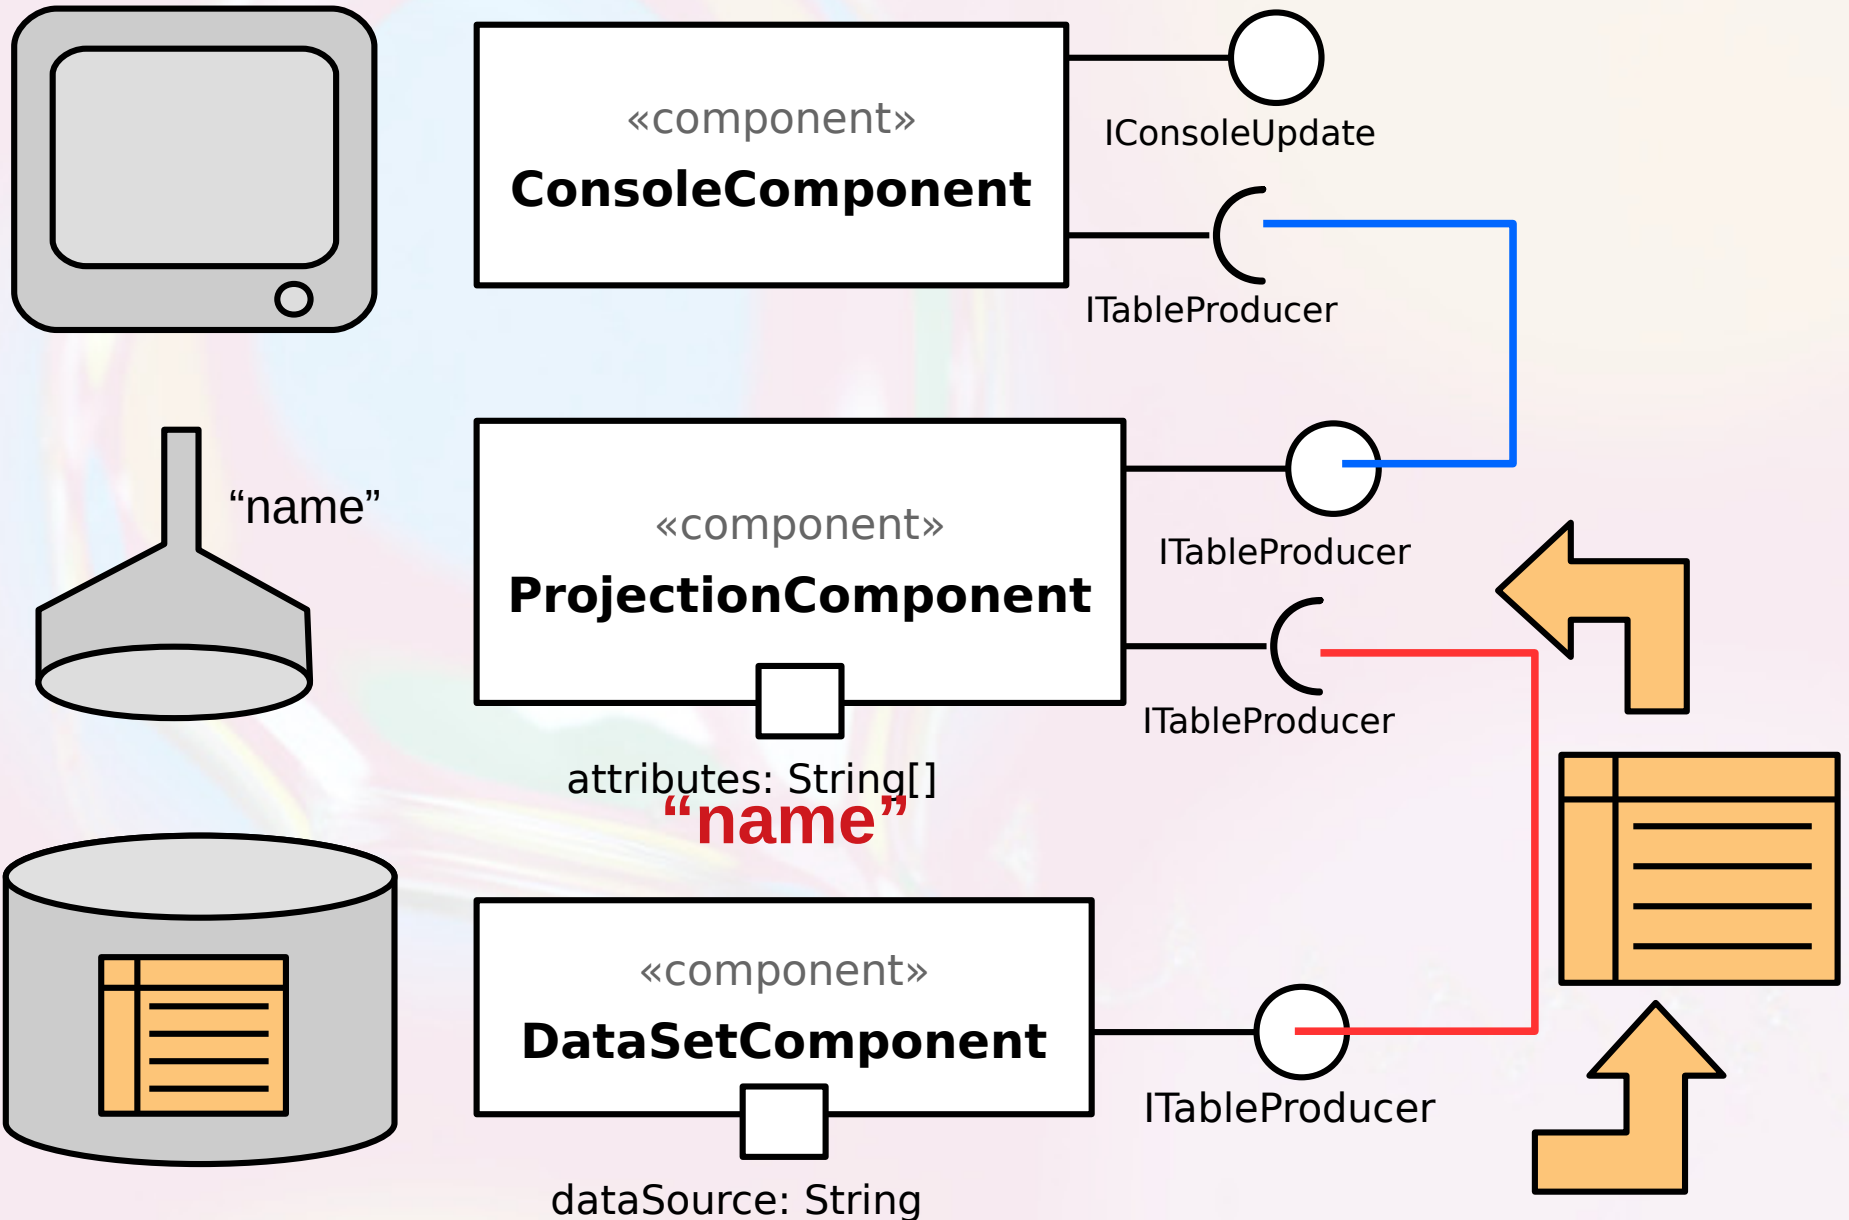 «component»
ConsoleComponent
IConsoleUpdate
ITableProducer
“name”
«component»
ProjectionComponent
ITableProducer
ITableProducer
attributes: String[]
“name”
«component»
DataSetComponent
ITableProducer
dataSource: String